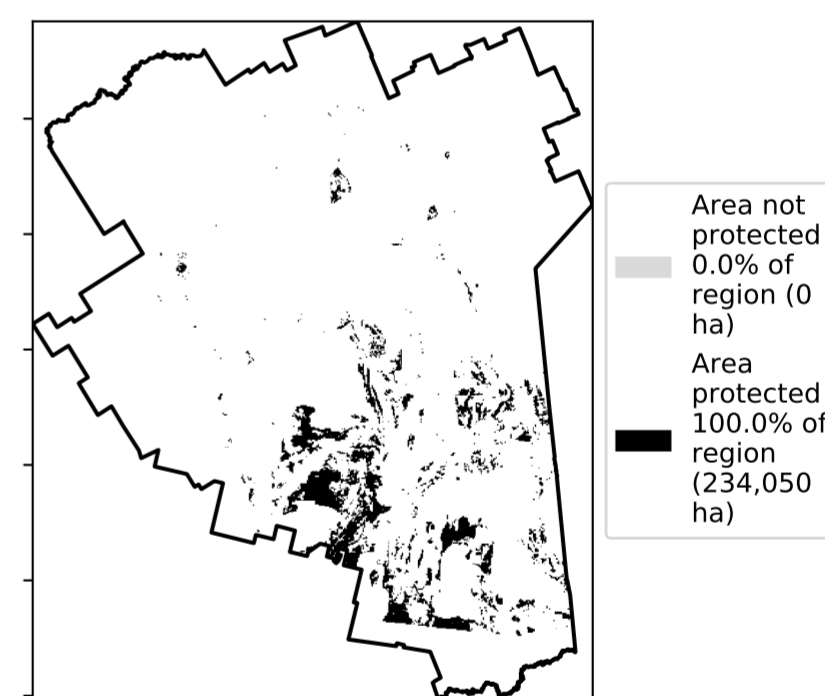 Area not
protected
0.0% of
region (0
ha)
Area
protected
100.0% of
region
(234,050
ha)